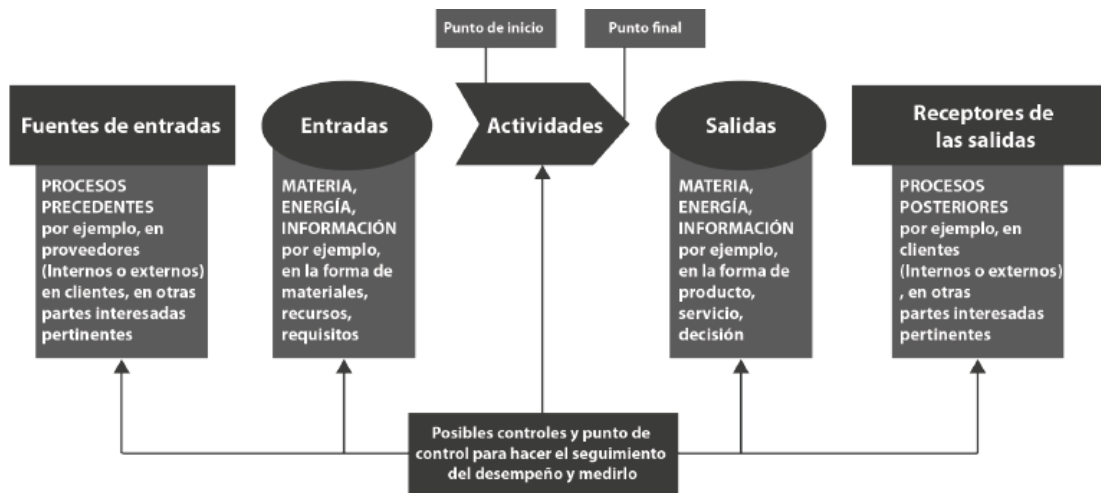 Punto de inicio
Punto final
Fuentes de entradas
Entradas
Actividades
Salidas
Receptores de
las salidas
PROCESOS
PRECEDENTES
por ejemplo, en
proveedores
(Internos o externos)
en clientes, en otras
partes interesadas
pertinentes
MATERIA,
ENERGÍA,
INFORMACIÓN
por ejemplo,
en la forma de
materiales,
recursos,
requisitos
MATERIA,
ENERGÍA,
INFORMACIÓN
por ejemplo,
en la forma de
producto,
servicio,
decisión
PROCESOS
POSTERIORES
por ejemplo, en
clientes
(Internos o externos)
, en otras
partes interesadas
pertinentes
Posibles controles y punto de
control para hacer el seguimiento
del desempeño y medirlo